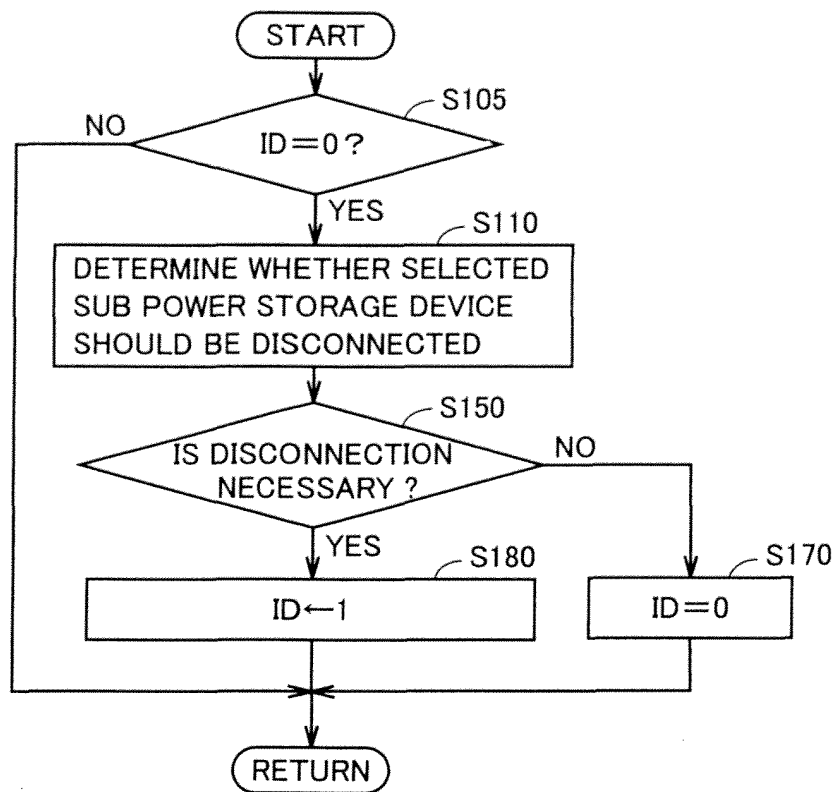 START
S105
NO
ID=0?
YES
S110
DETERMINE WHETHER SELECTED
SUB POWER STORAGE DEVICE
SHOULD BE DISCONNECTED
S150
IS DISCONNECTION
NECESSARY ?
NO
YES
S180
S170
ID←1
ID=0
RETURN